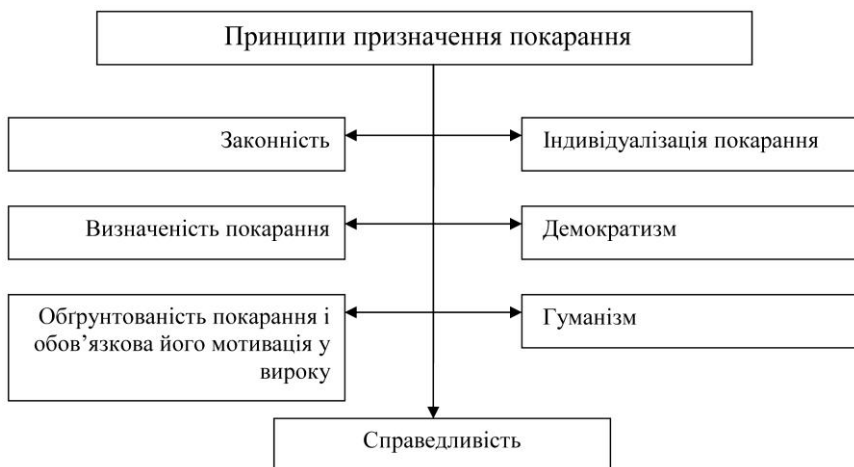 Принципи призначення покарання
Законність
Індивідуалізація покарання
Визначеність покарання
Демократизм
Обґрунтованість покарання і
обов’язкова його мотивація у
вироку
Гуманізм
Справедливість